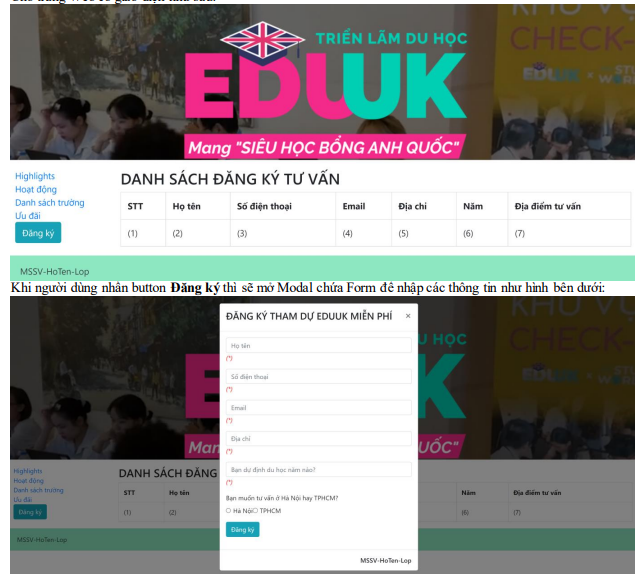 TRIỂN LÃM DU HỌC
EDUUK
Mang "SIÊU HỌC BỔNG ANH QUỐC"
CHECK-
Highlights
Hoạt động
Danh sách trường
Ưu đãi
Đăng ký
DANH SÁCH ĐĂNG KÝ TƯ VẤN
STT Họ tên Số điện thoại Email Địa chỉ Năm Địa điểm tư vấn
(1) (2) (3) (4) (5) (6) (7)
MSSV-HoTen-Lop
Khi người dùng nhân button Đăng ký thì sẽ mở Modal chứa Form để nhập các thông tin như hình bên dưới:
ĐĂNG KÝ THAM DỰ EDUUK MIỄN PHÍ ×
Họ tên
(*)
Số điện thoại
(*)
Email
(*)
Địa chỉ
(*)
Bạn dự định du học năm nào?
(*)
Bạn muốn tư vấn ở Hà Nội hay TPHCM?
Hà Nội TPHCM
Đăng ký
MSSV-HoTen-Lop
U HỌC
CHECK-
Man
UỐC"
Highlights
Hoạt động
Danh sách trường
Ưu đãi
Đăng ký
DANH SÁCH ĐĂNG
STT Họ tên Năm Địa điểm tư vấn
(1) (2) (6) (7)
MSSV-HoTen-Lop